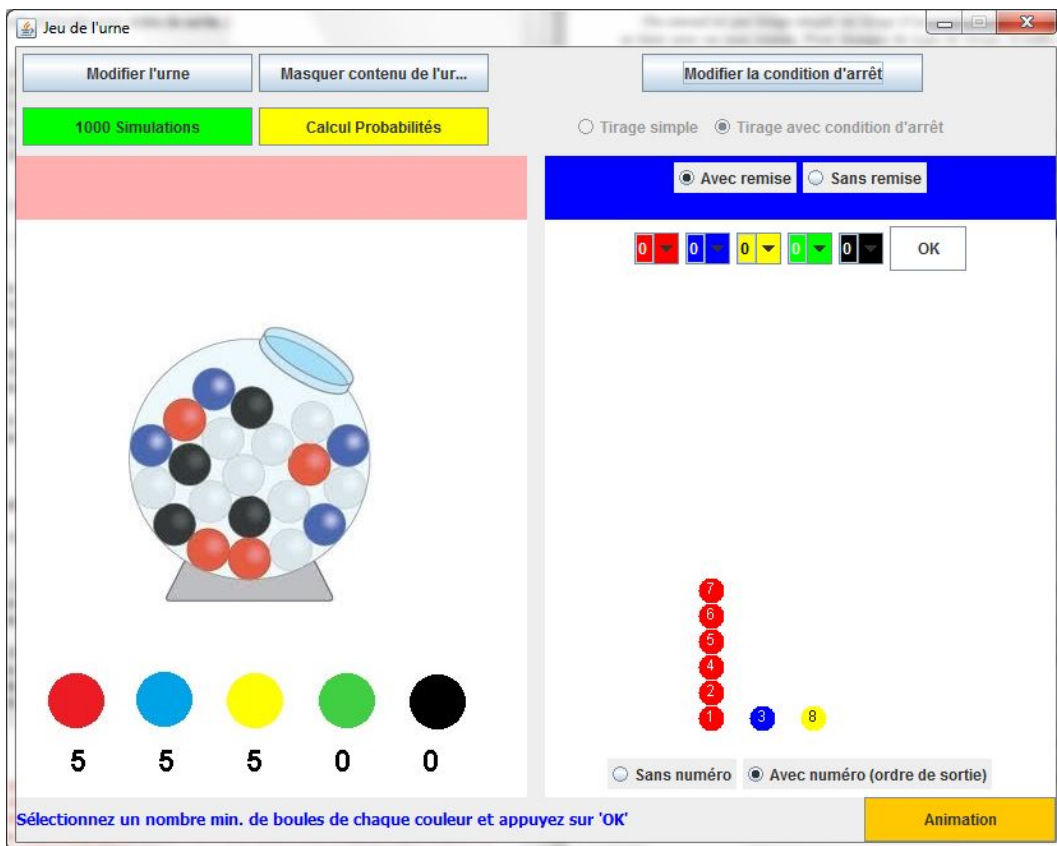 Jeu de l'urne
Modifier l'urne
Masquer contenu de l'ur...
Modifier la condition d'arrêt
1000 Simulations
Calcul Probabilités
Tirage simple
Tirage avec condition d'arrêt
Avec remise
Sans remise
0 0 0 0 0
OK
7
6
5
4
2
1 3 8
5 5 5 0 0
Sans numéro
Avec numéro (ordre de sortie)
Sélectionnez un nombre min. de boules de chaque couleur et appuyez sur 'OK'
Animation